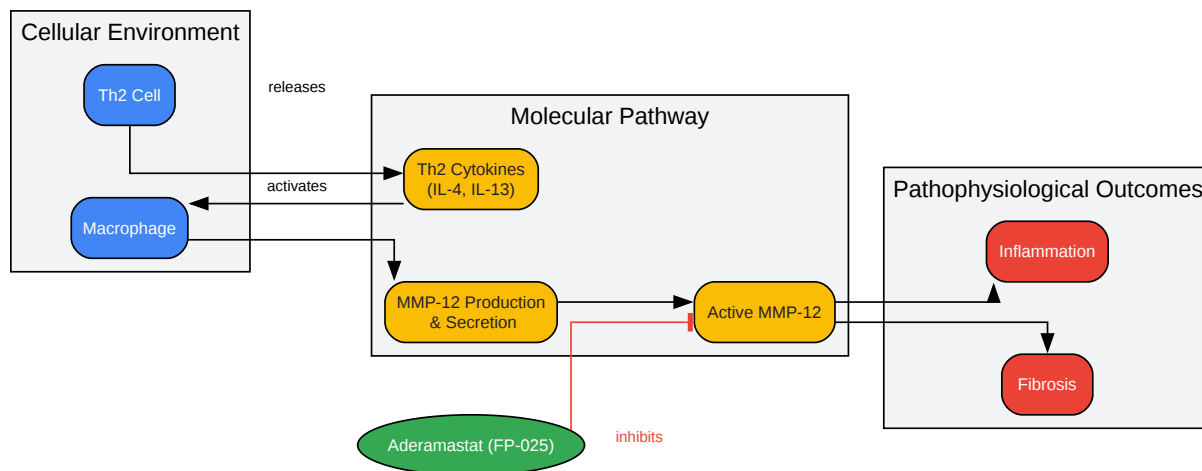 Cellular Environment
Th2 Cell
releases
Molecular Pathway
Th2 Cytokines
(IL-4, IL-13)
activates
Macrophage
Pathophysiological Outcomes
Inflammation
MMP-12 Production
& Secretion
Active MMP-12
Fibrosis
Aderamastat (FP-025)
inhibits